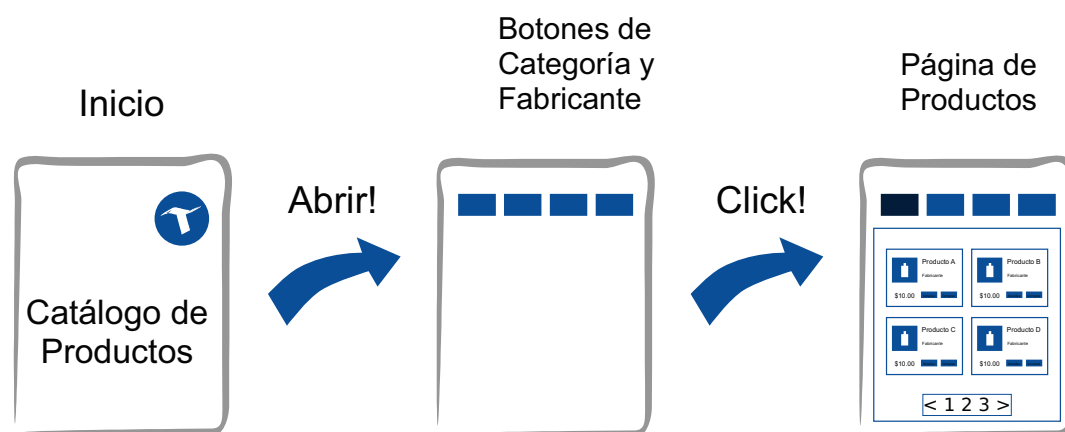 Inicio
Catálogo de
Productos
Abrir!
Botones de
Categoría y
Fabricante
Click!
Página de
Productos
Producto A
Fabricante
$10.00
Producto B
Fabricante
$10.00
Producto C
Fabricante
$10.00
Producto D
Fabricante
$10.00
< 1 2 3 >